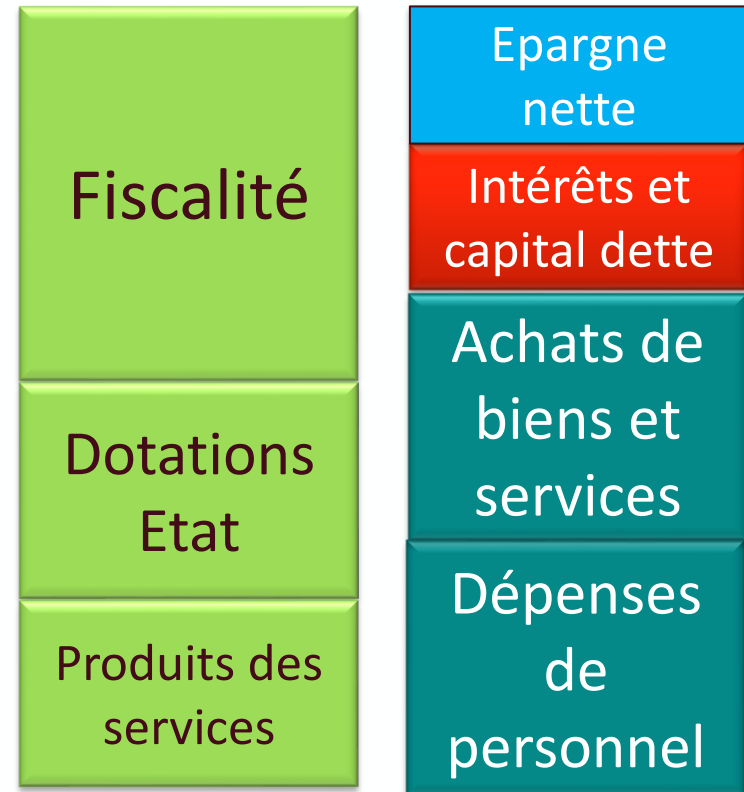 Fiscalité
Dotations
Etat
Produits des
services
Epargne
nette
Intérêts et
capital dette
Achats de
biens et
services
Dépenses
de
personnel